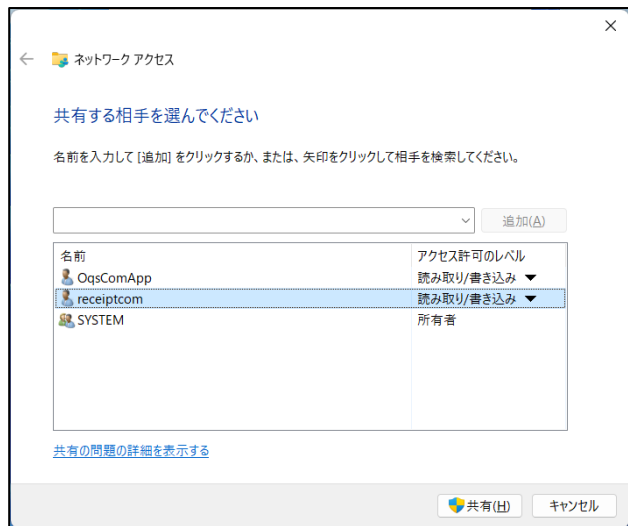 ネットワーク アクセス
共有する相手を選んでください
名前を入力して [追加] をクリックするか、または、矢印をクリックして相手を検索してください。
追加(A)
名前 アクセス許可のレベル
OqsComApp 読み取り/書き込み ▼
receiptcom 読み取り/書き込み ▼
SYSTEM 所有者
共有の問題の詳細を表示する
共有(H) キャンセル